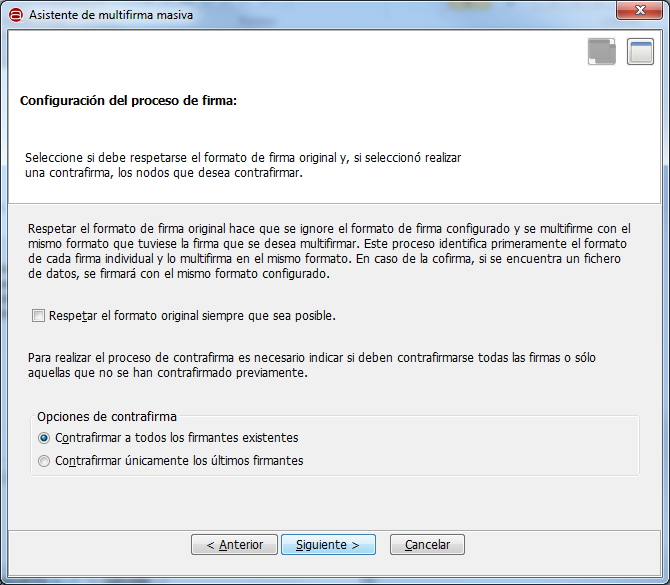 Asistente de multifirma masiva
Configuración del proceso de firma:
Seleccione si debe respetarse el formato de firma original y, si seleccionó realizar
una contrafirma, los nodos que desea contrafirmar.
Respetar el formato de firma original hace que se ignore el formato de firma configurado y se multifirme con el
mismo formato que tuviese la firma que se desea multifirmar. Este proceso identifica primeramente el formato
de cada firma individual y lo multifirma en el mismo formato. En caso de la cofirma, si se encuentra un fichero
de datos, se firmará con el mismo formato configurado.
Respetar el formato original siempre que sea posible.
Para realizar el proceso de contrafirma es necesario indicar si deben contrafirmarse todas las firmas o sólo
aquellas que no se han contrafirmado previamente.
Opciones de contrafirma
Contrafirmar a todos los firmantes existentes
Contrafirmar únicamente los últimos firmantes
< Anterior
Siguiente >
Cancelar